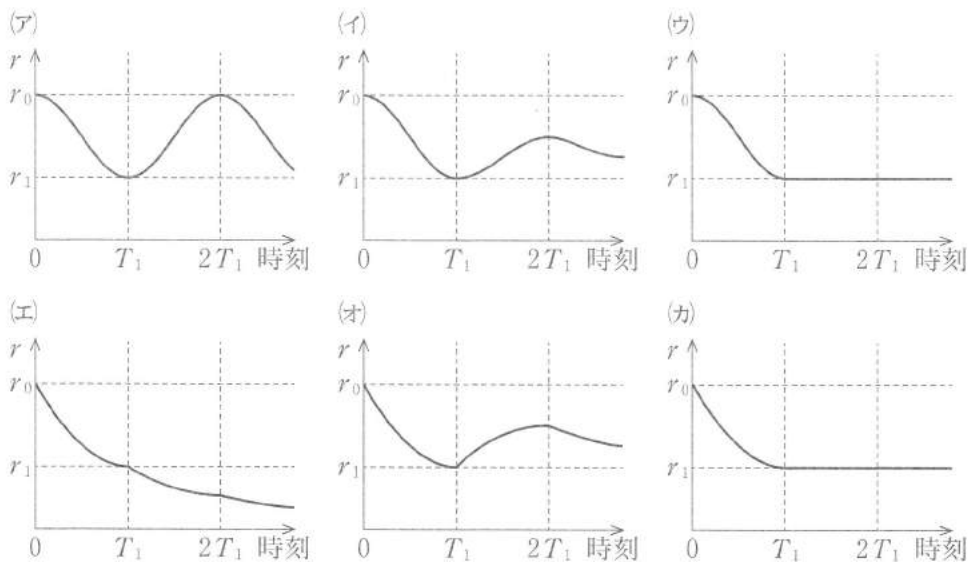 (ア)
r
r₀
r₁
0 T₁ 2T₁ 時刻
(イ)
r
r₀
r₁
0 T₁ 2T₁ 時刻
(ウ)
r
r₀
r₁
0 T₁ 2T₁ 時刻
(エ)
r
r₀
r₁
0 T₁ 2T₁ 時刻
(オ)
r
r₀
r₁
0 T₁ 2T₁ 時刻
(カ)
r
r₀
r₁
0 T₁ 2T₁ 時刻